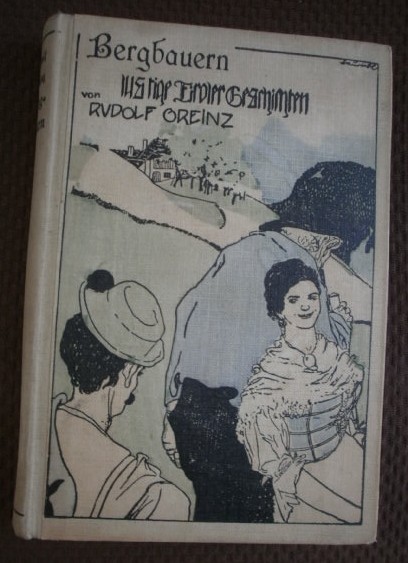 Bergbauern
lustige Tiroler Geschichten
von
RUDOLF GREINZ